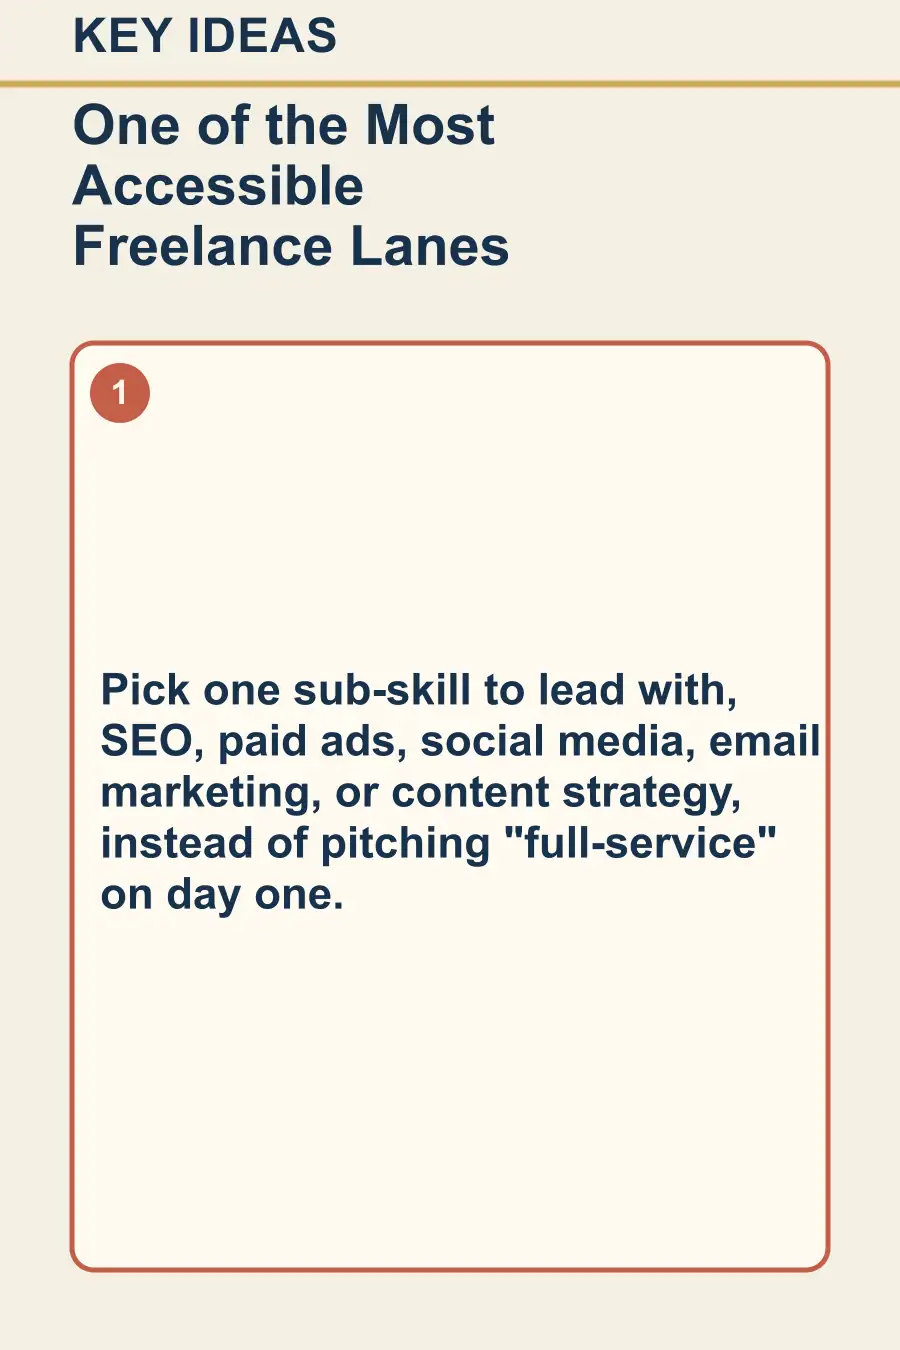 KEY IDEAS
One of the Most
Accessible
Freelance Lanes
1
Pick one sub-skill to lead with,
SEO, paid ads, social media, email
marketing, or content strategy,
instead of pitching "full-service"
on day one.